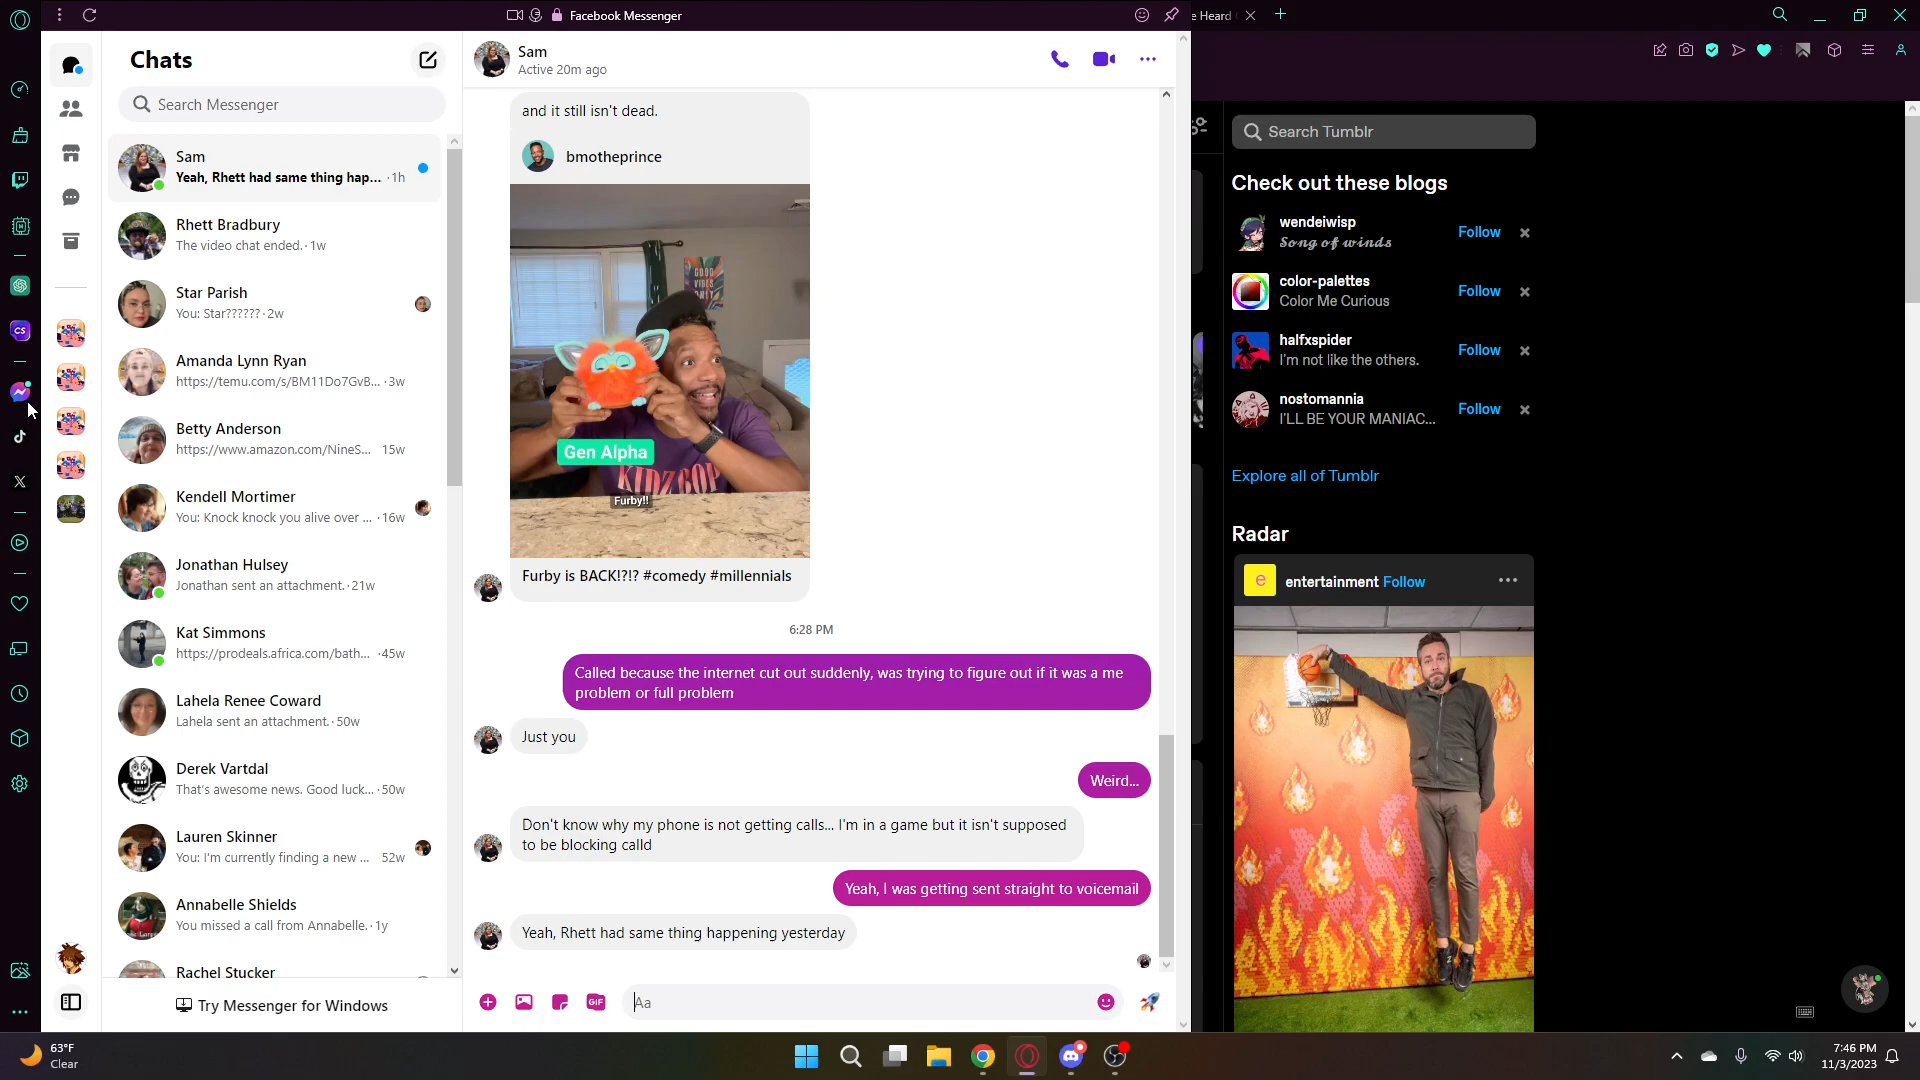 Facebook Messenger
e Heard
Chats
Search Messenger
Sam
Yeah, Rhett had same thing hap... · 1h
Rhett Bradbury
The video chat ended. · 1w
Star Parish
You: Star?????? · 2w
Amanda Lynn Ryan
https://temu.com/s/BM11Do7GvB... · 3w
Betty Anderson
https://www.amazon.com/NineS... 15w
Kendell Mortimer
You: Knock knock you alive over ... · 16w
Jonathan Hulsey
Jonathan sent an attachment. · 21w
Kat Simmons
https://prodeals.africa.com/bath... · 45w
Lahela Renee Coward
Lahela sent an attachment. · 50w
Derek Vartdal
That's awesome news. Good luck... · 50w
Lauren Skinner
You: I'm currently finding a new ... 52w
Annabelle Shields
You missed a call from Annabelle. · 1y
Rachel Stucker
Try Messenger for Windows
CS
Sam
Active 20m ago
and it still isn't dead.
bmotheprince
GOOD
VIBES
ONLY
Gen Alpha
KIDZBOP
Furby!!
Furby is BACK!?!? #comedy #millennials
6:28 PM
Called because the internet cut out suddenly, was trying to figure out if it was a me
problem or full problem
Just you
Weird...
Don't know why my phone is not getting calls... I'm in a game but it isn't supposed
to be blocking calld
Yeah, I was getting sent straight to voicemail
Yeah, Rhett had same thing happening yesterday
GIF
Aa
Search Tumblr
Check out these blogs
wendeiwisp
Song of winds
Follow
color-palettes
Color Me Curious
Follow
halfxspider
I'm not like the others.
Follow
nostomannia
I'LL BE YOUR MANIAC...
Follow
Explore all of Tumblr
Radar
e
entertainment Follow
63°F
Clear
7:46 PM
11/3/2023